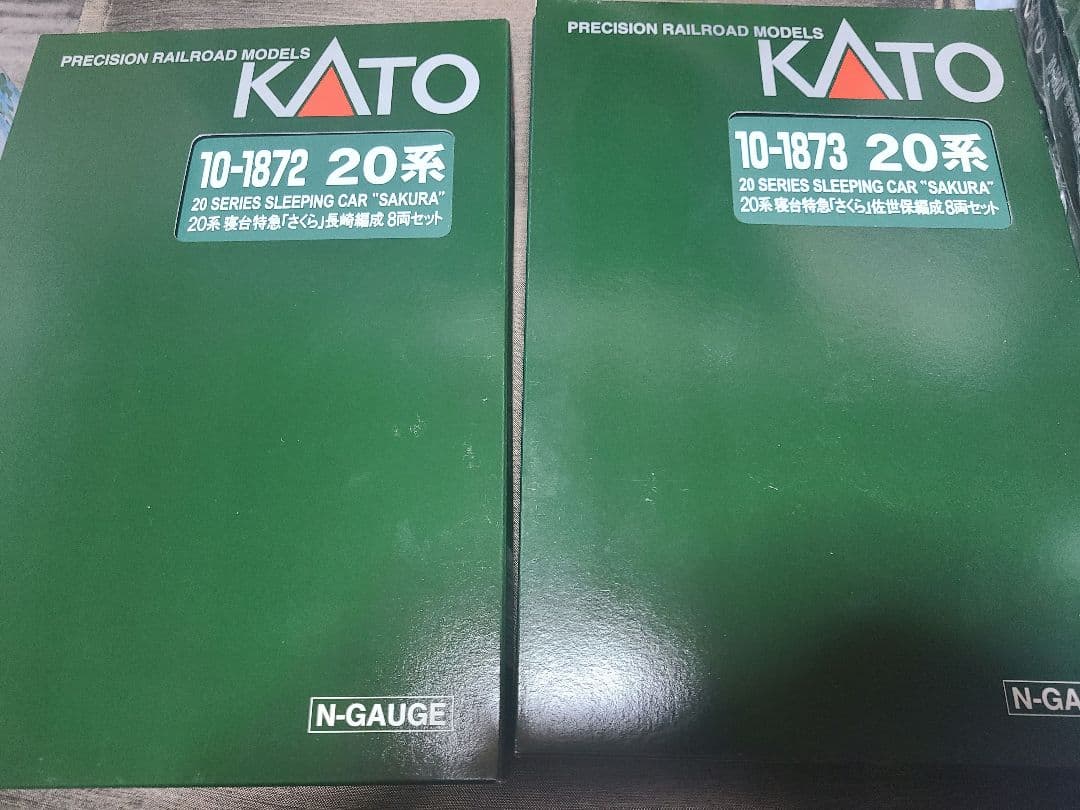 PRECISION RAILROAD MODELS
KATO
10-1872 20系
20 SERIES SLEEPING CAR "SAKURA"
20系 寝台特急「さくら」長崎編成 8両セット
N-GAUGE
PRECISION RAILROAD MODELS
KATO
10-1873 20系
20 SERIES SLEEPING CAR "SAKURA"
20系 寝台特急「さくら」佐世保編成 8両セット
N-GA